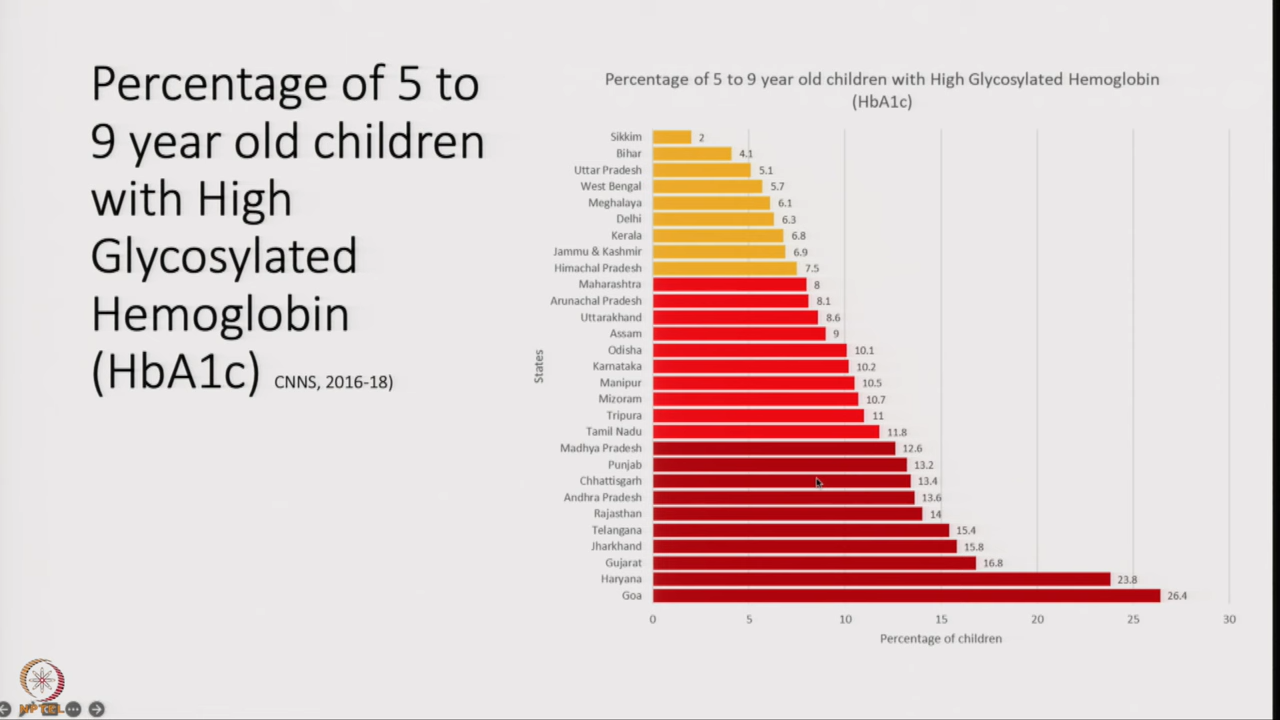 Percentage of 5 to
9 year old children
with High
Glycosylated
Hemoglobin
(HbA1c) CNNS, 2016-18)
Percentage of 5 to 9 year old children with High Glycosylated Hemoglobin
(HbA1c)
States
Sikkim 2
Bihar 4.1
Uttar Pradesh 5.1
West Bengal 5.7
Meghalaya 6.1
Delhi 6.3
Kerala 6.8
Jammu & Kashmir 6.9
Himachal Pradesh 7.5
Maharashtra 8
Arunachal Pradesh 8.1
Uttarakhand 8.6
Assam 9
Odisha 10.1
Karnataka 10.2
Manipur 10.5
Mizoram 10.7
Tripura 11
Tamil Nadu 11.8
Madhya Pradesh 12.6
Punjab 13.2
Chhattisgarh 13.4
Andhra Pradesh 13.6
Rajasthan 14
Telangana 15.4
Jharkhand 15.8
Gujarat 16.8
Haryana 23.8
Goa 26.4
0 5 10 15 20 25 30
Percentage of children
NPTEL